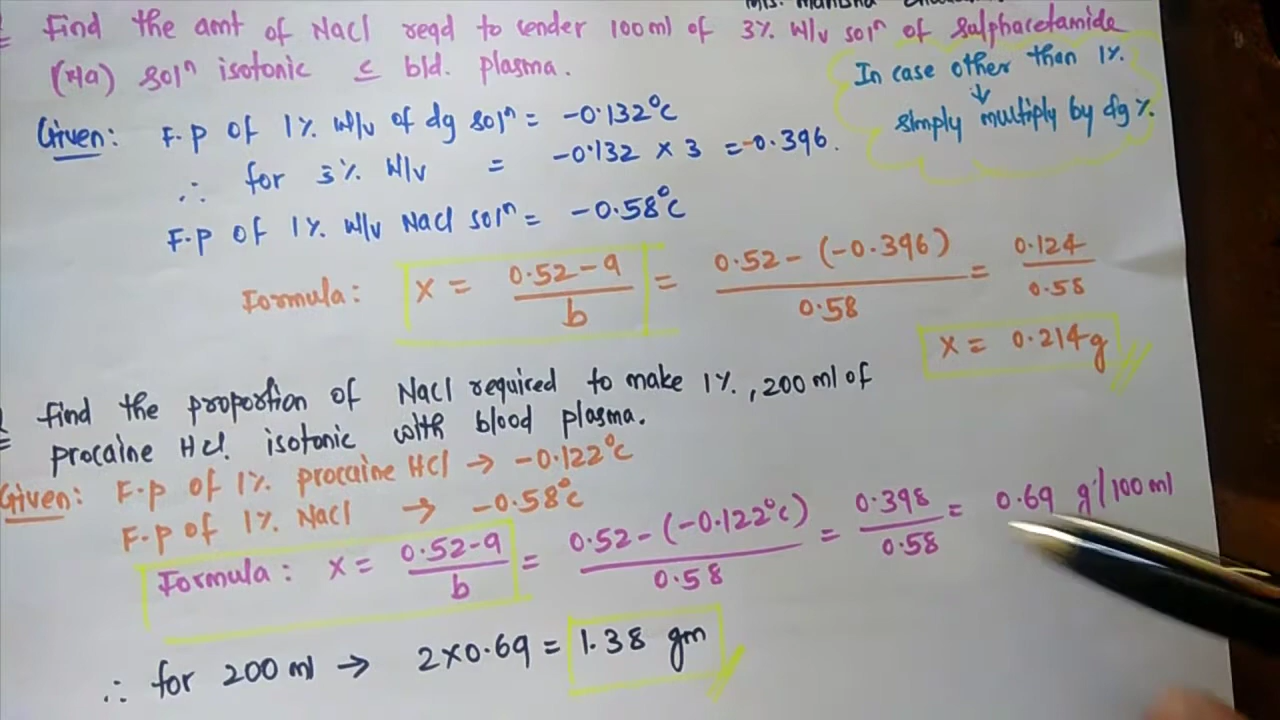 Mrs. Manisha
Find the amt of NaCl reqd to render 100ml of 3% W/v solⁿ of Sulphacetamide
(Na) solⁿ isotonic c̲ bld. plasma.
In case other than 1%.
↓
simply multiply by dg %.
Given: F.p of 1% W/v of dg solⁿ = -0.132°C
∴ for 3% W/v = -0.132 × 3 = -0.396.
F.p of 1% W/v NaCl solⁿ = -0.58°C
Formula: x = 0.52-a/b = 0.52-(-0.396)/0.58 = 0.124/0.58
x = 0.214g
Find the proportion of NaCl required to make 1%, 200 ml of
procaine HCl. isotonic with blood plasma.
Given: F.p of 1% procaine HCl → -0.122°C
F.p of 1% NaCl → -0.58°C
Formula: x = 0.52-a/b = 0.52-(-0.122°C)/0.58 = 0.398/0.58 = 0.69 g/100 ml
∴ for 200 ml → 2×0.69 = 1.38 gm